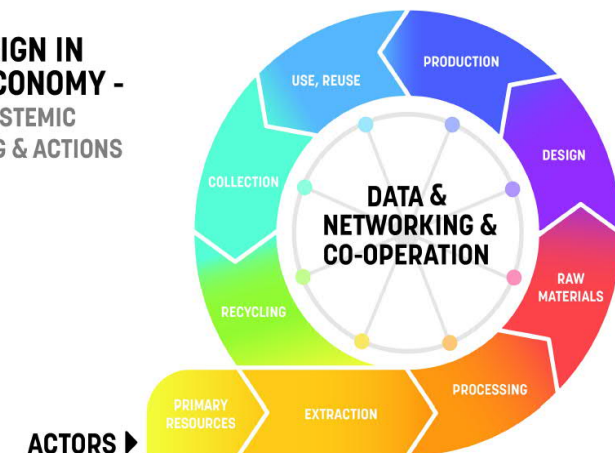 IGN IN
CONOMY -
STEMIC
G & ACTIONS
USE, REUSE
PRODUCTION
DESIGN
COLLECTION
DATA &
NETWORKING &
CO-OPERATION
RAW
MATERIALS
RECYCLING
PROCESSING
PRIMARY
RESOURCES
EXTRACTION
ACTORS